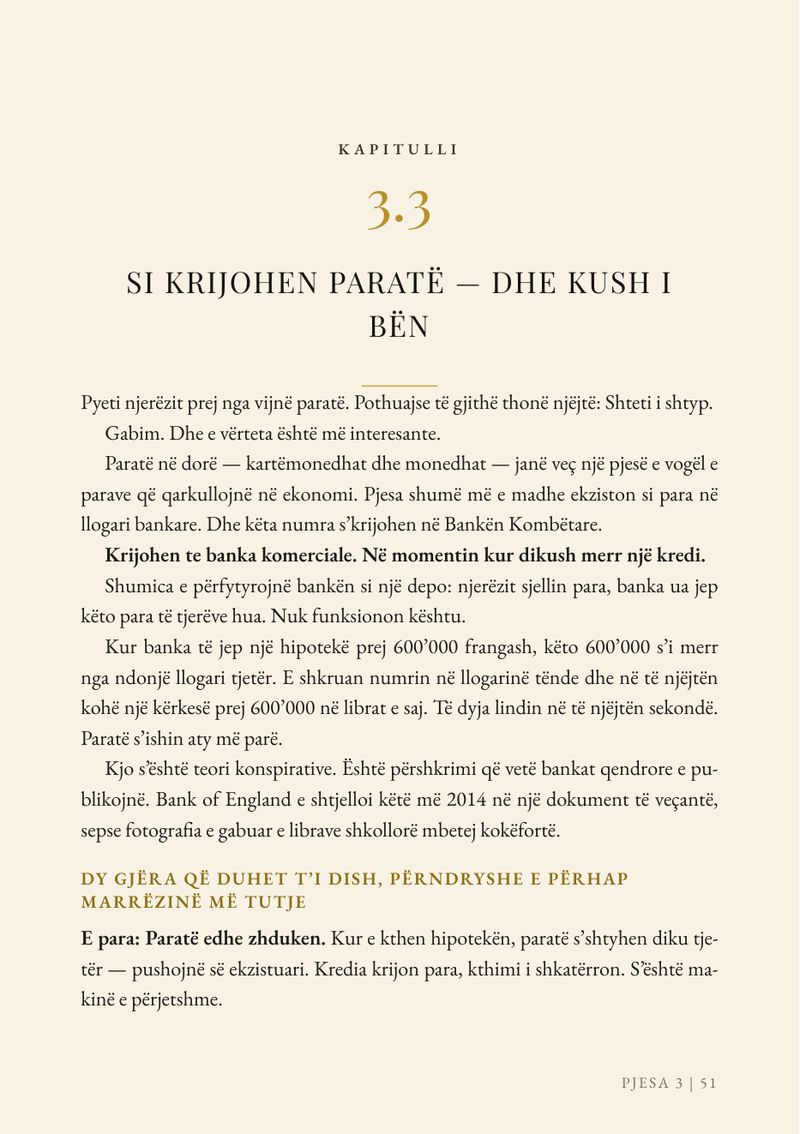 KAPITULLI
3.3
SI KRIJOHEN PARATË — DHE KUSH I
BËN
Pyeti njerëzit prej nga vijnë paratë. Pothuajse të gjithë thonë njëjtë: Shteti i shtyp.
Gabim. Dhe e vërteta është më interesante.
Paratë në dorë — kartëmonedhat dhe monedhat — janë veç një pjesë e vogël e
parave që qarkullojnë në ekonomi. Pjesa shumë më e madhe ekziston si para në
llogari bankare. Dhe këta numra s’krijohen në Bankën Kombëtare.
Krijohen te banka komerciale. Në momentin kur dikush merr një kredi.
Shumica e përfytyrojnë bankën si një depo: njerëzit sjellin para, banka ua jep
këto para të tjerëve hua. Nuk funksionon kështu.
Kur banka të jep një hipotekë prej 600’000 frangash, këto 600’000 s’i merr
nga ndonjë llogari tjetër. E shkruan numrin në llogarinë tënde dhe në të njëjtën
kohë një kërkesë prej 600’000 në librat e saj. Të dyja lindin në të njëjtën sekondë.
Paratë s’ishin aty më parë.
Kjo s’është teori konspirative. Është përshkrimi që vetë bankat qendrore e pu-
blikojnë. Bank of England e shtjelloi këtë më 2014 në një dokument të veçantë,
sepse fotografia e gabuar e librave shkollorë mbetej kokëfortë.
DY GJËRA QË DUHET T’I DISH, PËRNDRYSHE E PËRHAP
MARRËZINË MË TUTJE
E para: Paratë edhe zhduken. Kur e kthen hipotekën, paratë s’shtyhen diku tje-
tër — pushojnë së ekzistuari. Kredia krijon para, kthimi i shkatërron. S’është ma-
kinë e përjetshme.
PJESA 3 | 51